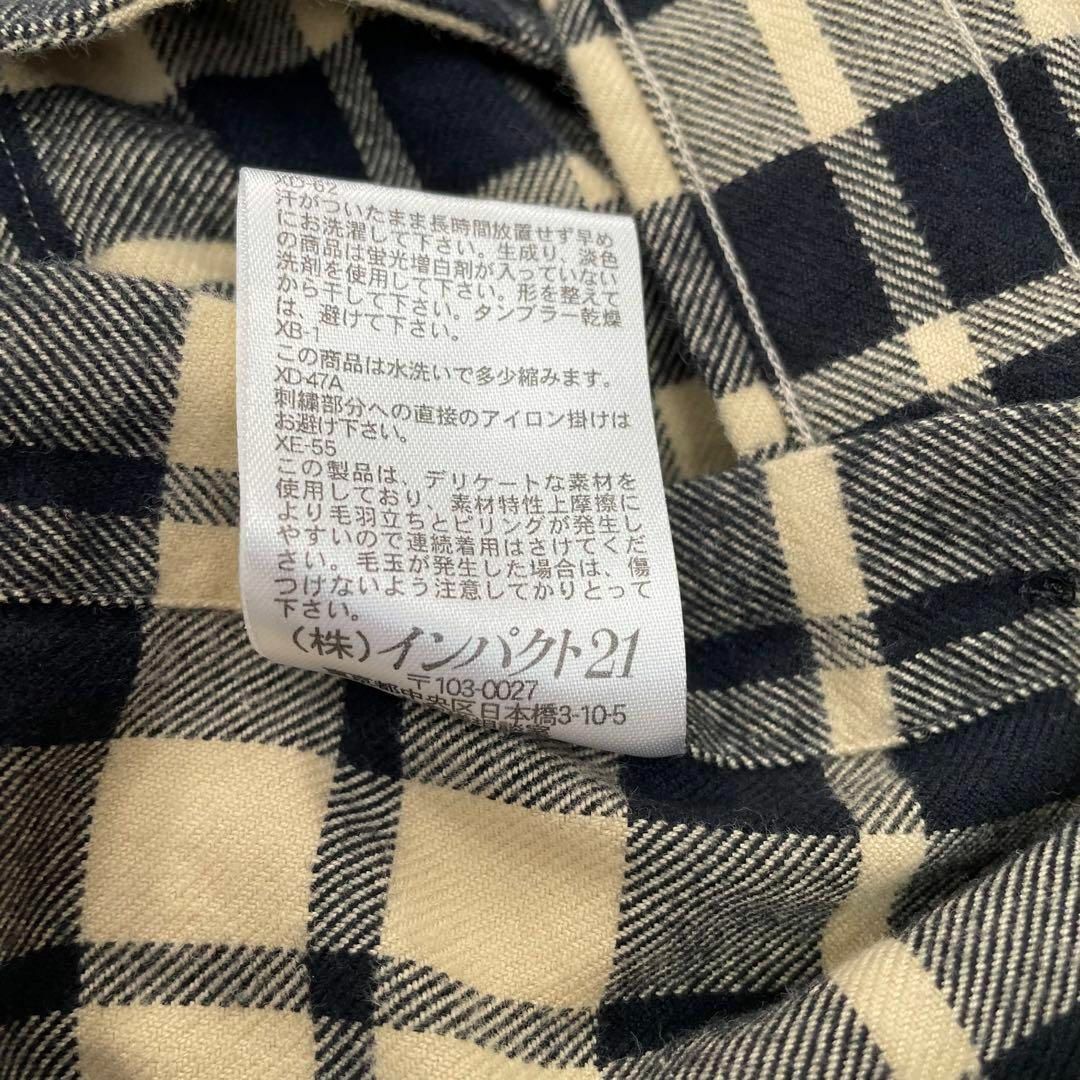 XB-62
汗がついたまま長時間放置せず早め
にお洗濯して下さい。生成り、淡色
の商品は蛍光増白剤が入っていない
洗剤を使用して下さい。形を整えて
から干して下さい。タンブラー乾燥
は、避けて下さい。
XB-1
この商品は水洗いで多少縮みます。
XD-47A
刺繍部分への直接のアイロン掛けは
お避け下さい。
XE-55
この製品は、デリケートな素材を
使用しており、素材特性上摩擦に
より毛羽立ちとピリングが発生し
やすいので連続着用はさけてくだ
さい。毛玉が発生した場合は、傷
つけないよう注意してかりとって
下さい。
(株)インパクト21
〒103-0027
東京都中央区日本橋3-10-5